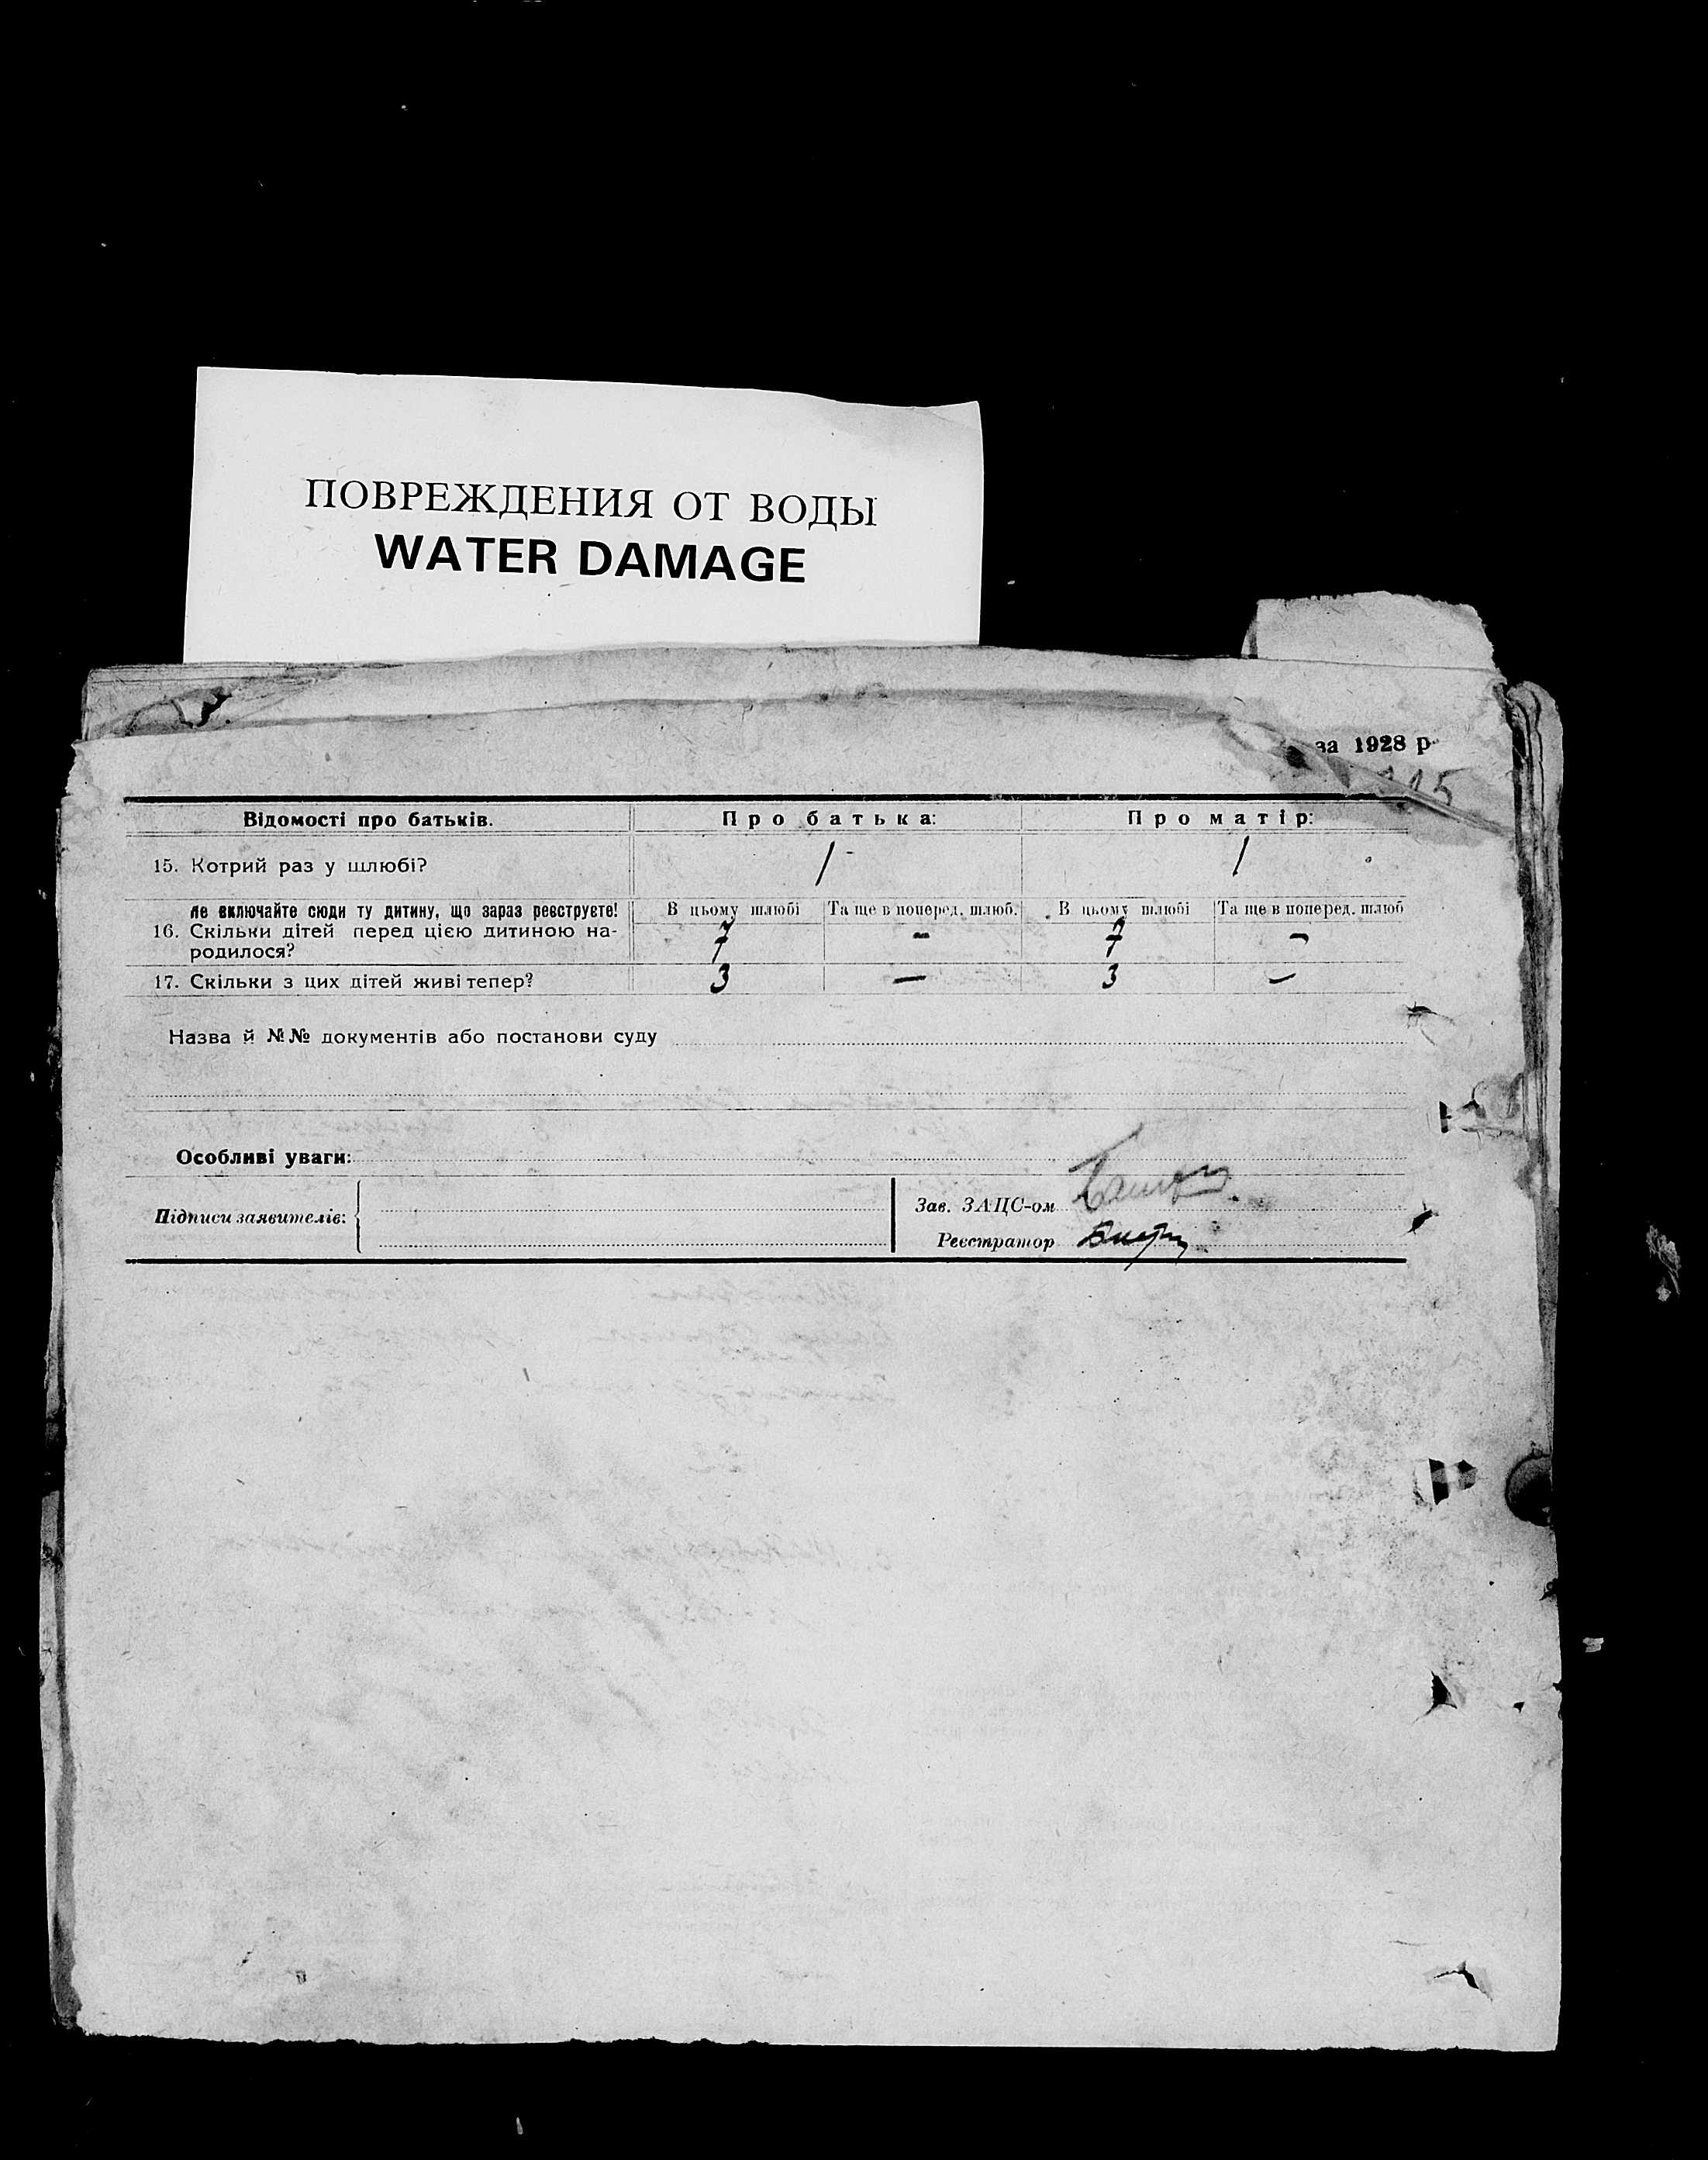 ПОВРЕЖДЕНИЯ ОТ ВОДЫ
WATER DAMAGE
за 1928 р.
Відомості про батьків. Про батька: Про матір:
15. Котрий раз у шлюбі? 1 1
Не включайте сюди ту дитину, що зараз реєструєте! В цьому шлюбі Та ще в поперед. шлюб. В цьому шлюбі Та ще в поперед. шлюб
16. Скільки дітей перед цією дитиною на-
родилося? 7 - 7 -
17. Скільки з цих дітей живі тепер? 3 — 3 —
Назва й №№ документів або постанови суду
Особливі уваги:
Підписи заявителів:
Зав. ЗАЦС-ом
Реєстратор